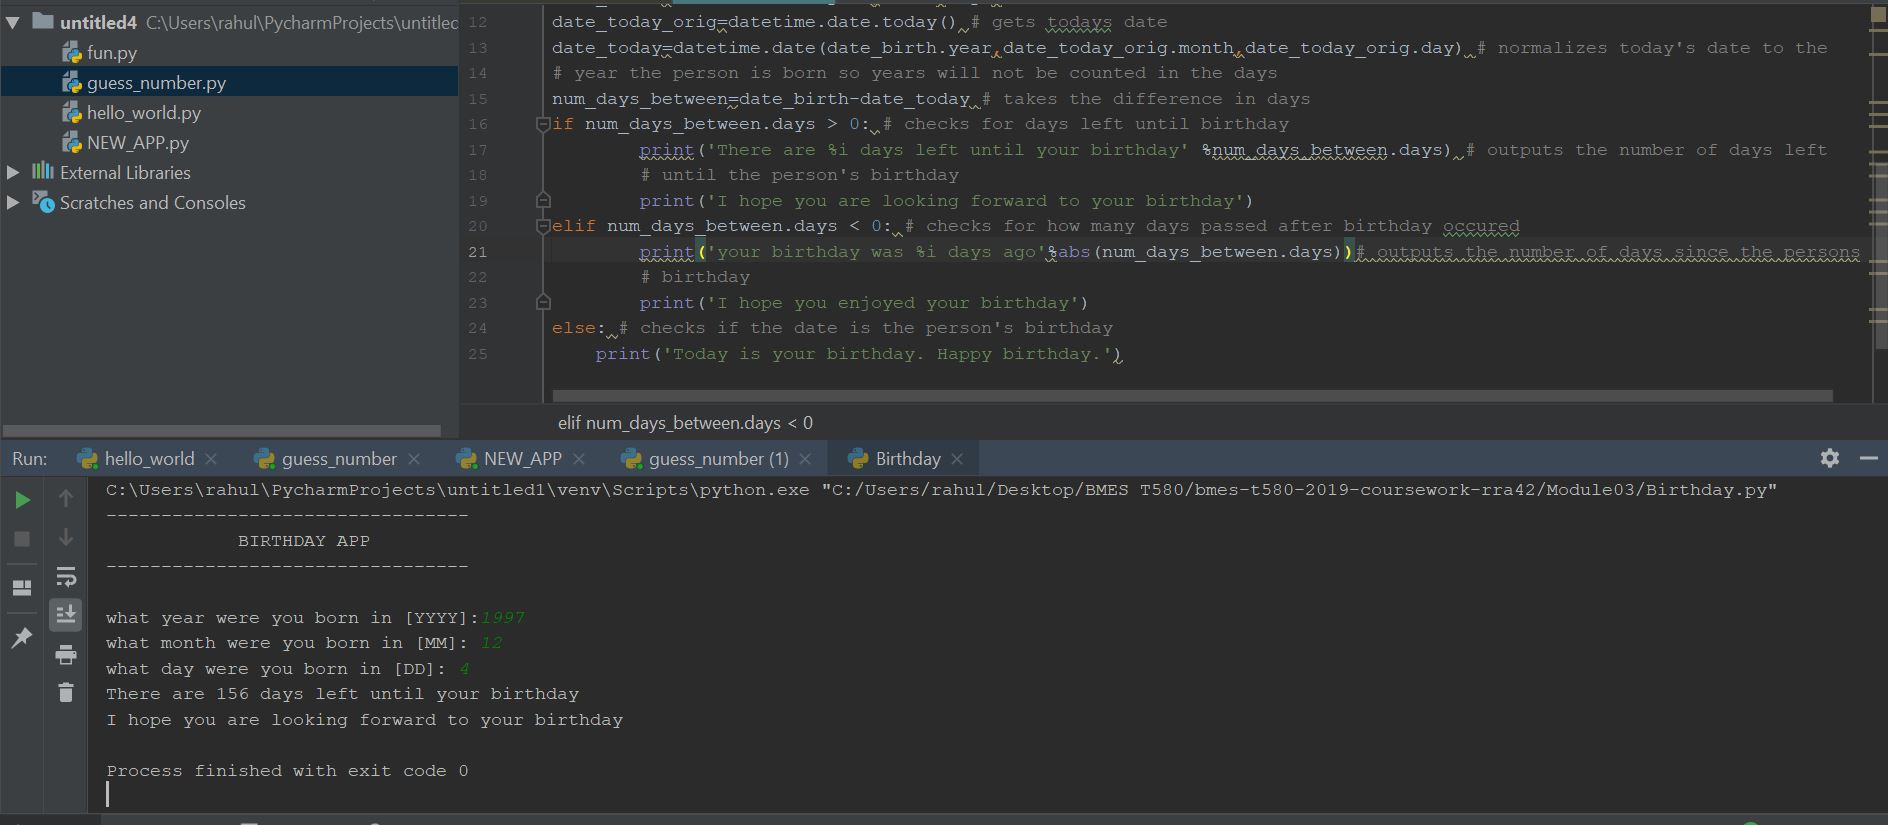 untitled4 C:\Users\rahul\PycharmProjects\untitled
fun.py
guess_number.py
hello_world.py
NEW_APP.py
External Libraries
Scratches and Consoles
12 date_today_orig=datetime.date.today() # gets todays date
13 date_today=datetime.date(date_birth.year,date_today_orig.month,date_today_orig.day) # normalizes today's date to the
14 # year the person is born so years will not be counted in the days
15 num_days_between=date_birth-date_today # takes the difference in days
16 if num_days_between.days > 0: # checks for days left until birthday
17 print('There are %i days left until your birthday' %num_days_between.days) # outputs the number of days left
18 # until the person's birthday
19 print('I hope you are looking forward to your birthday')
20 elif num_days_between.days < 0: # checks for how many days passed after birthday occured
21 print('your birthday was %i days ago'%abs(num_days_between.days))# outputs the number of days since the persons
22 # birthday
23 print('I hope you enjoyed your birthday')
24 else: # checks if the date is the person's birthday
25 print('Today is your birthday. Happy birthday.')
elif num_days_between.days < 0
Run: hello_world guess_number NEW_APP guess_number (1) Birthday
C:\Users\rahul\PycharmProjects\untitled1\venv\Scripts\python.exe "C:/Users/rahul/Desktop/BMES T580/bmes-t580-2019-coursework-rra42/Module03/Birthday.py"
---------------------------------
BIRTHDAY APP
---------------------------------
what year were you born in [YYYY]:1997
what month were you born in [MM]: 12
what day were you born in [DD]: 4
There are 156 days left until your birthday
I hope you are looking forward to your birthday
Process finished with exit code 0